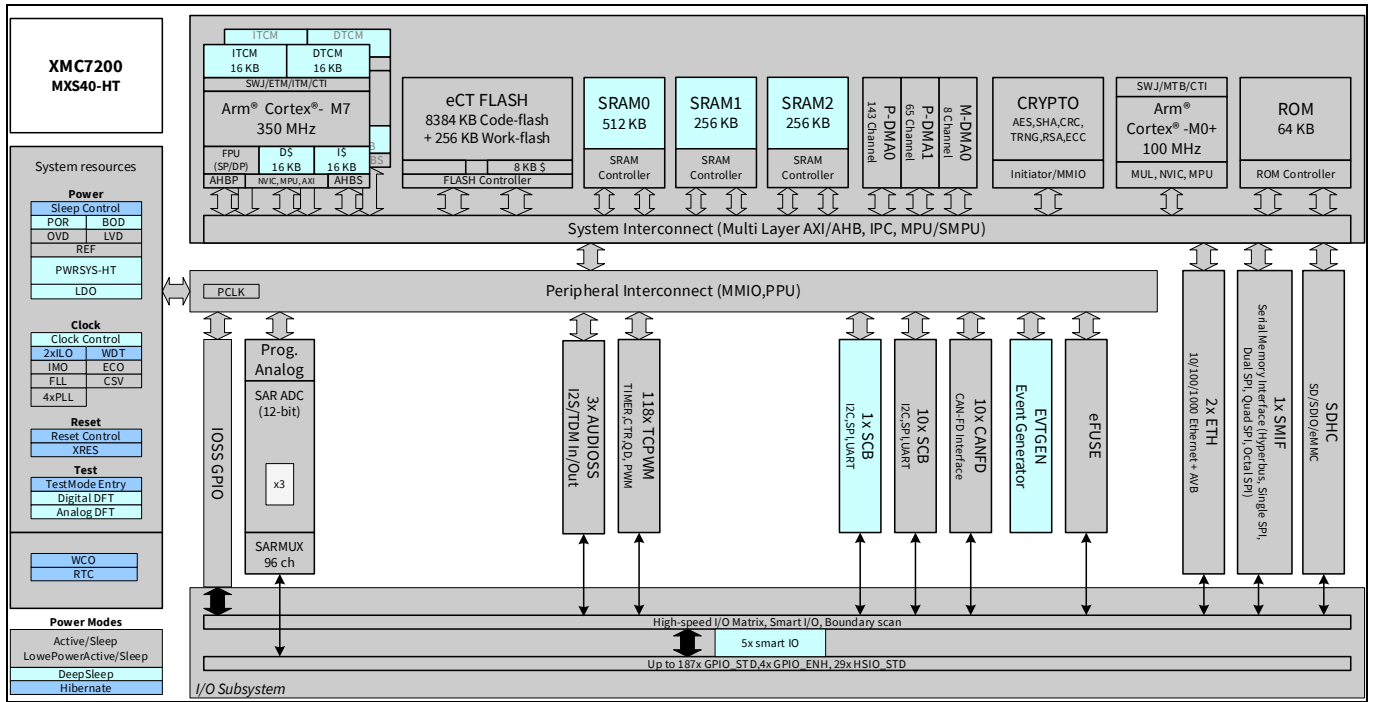 XMC7200
MXS40-HT
System resources
Power
Sleep Control
POR BOD
OVD LVD
REF
PWRSYS-HT
LDO
Clock
Clock Control
2xILO WDT
IMO ECO
FLL CSV
4xPLL
Reset
Reset Control
XRES
Test
TestMode Entry
Digital DFT
Analog DFT
WCO
RTC
Power Modes
Active/Sleep
LowePowerActive/Sleep
DeepSleep
Hibernate
ITCM DTCM
ITCM DTCM
16 KB 16 KB
SWJ/ETM/ITM/CTI
Arm® Cortex®- M7
350 MHz
FPU
(SP/DP)
D$
16 KB
I$
16 KB
AHBP NVIC, MPU, AXI AHBS
eCT FLASH
8384 KB Code-flash
+ 256 KB Work-flash
8 KB $
FLASH Controller
SRAM0
512 KB
SRAM
Controller
SRAM1
256 KB
SRAM
Controller
SRAM2
256 KB
SRAM
Controller
P-DMA0
143 Channel
P-DMA1
65 Channel
M-DMA0
8 Channel
CRYPTO
AES,SHA,CRC,
TRNG,RSA,ECC
Initiator/MMIO
SWJ/MTB/CTI
Arm®
Cortex® -M0+
100 MHz
MUL, NVIC, MPU
ROM
64 KB
ROM Controller
System Interconnect (Multi Layer AXI/AHB, IPC, MPU/SMPU)
PCLK
Peripheral Interconnect (MMIO,PPU)
IOSS GPIO
Prog.
Analog
SAR ADC
(12-bit)
x3
SARMUX
96 ch
3x AUDIOSS
I2S/TDM In/Out
118x TCPWM
TIMER,CTR,QD, PWM
1x SCB
I2C,SPI,UART
10x SCB
I2C,SPI,UART
10x CANFD
CAN-FD Interface
EVTGEN
Event Generator
eFUSE
2x ETH
10/100/1000 Ethernet + AVB
1x SMIF
Serial Memory Interface (Hyperbus, Single SPI,
Dual SPI, Quad SPI, Octal SPI)
SDHC
SD/SDIO/eMMC
High-speed I/O Matrix, Smart I/O, Boundary scan
5x smart IO
Up to 187x GPIO_STD,4x GPIO_ENH, 29x HSIO_STD
I/O Subsystem